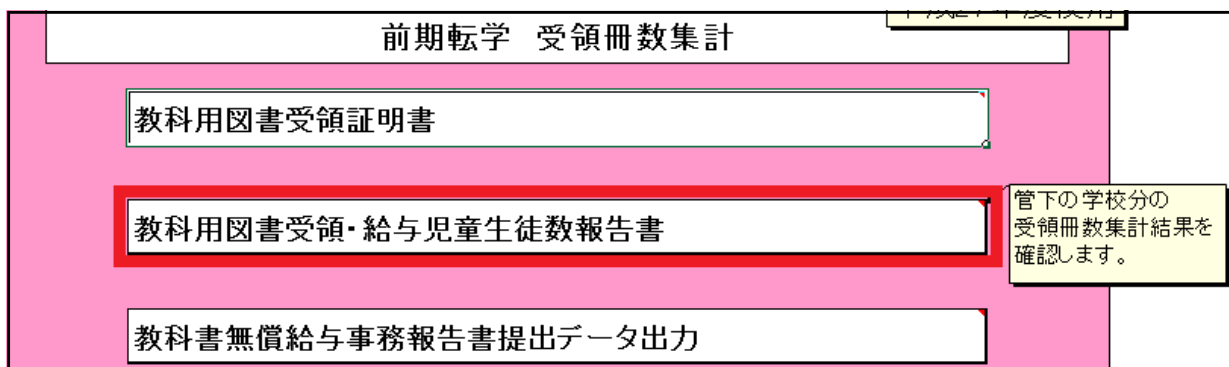 前期転学 受領冊数集計
教科用図書受領証明書
教科用図書受領・給与児童生徒数報告書
管下の学校分の
受領冊数集計結果を
確認します。
教科書無償給与事務報告書提出データ出力